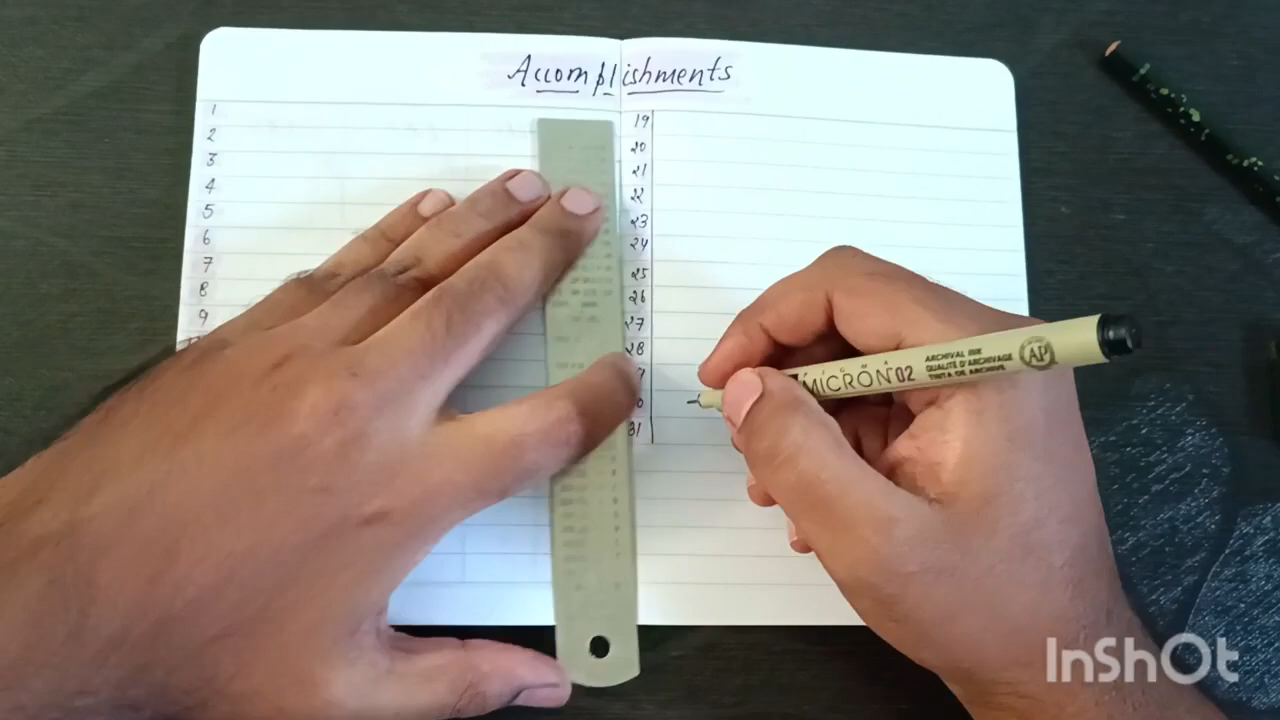 Accomplishments
1
2
3
4
5
6
7
8
9
19
20
21
22
23
24
25
26
27
28
31
MICRON 02
ARCHIVAL INK
QUALITÉ D'ARCHIVAGE
TINTA DE ARCHIVE
AP
InShOt